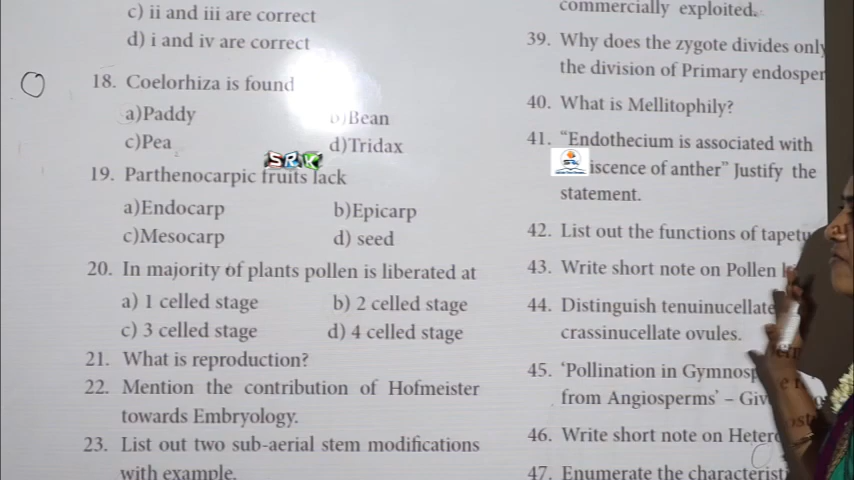 c) ii and iii are correct
d) i and iv are correct
18. Coelorhiza is found
a)Paddy b)Bean
c)Pea d)Tridax
SRK
19. Parthenocarpic fruits lack
a)Endocarp b)Epicarp
c)Mesocarp d) seed
20. In majority of plants pollen is liberated at
a) 1 celled stage b) 2 celled stage
c) 3 celled stage d) 4 celled stage
21. What is reproduction?
22. Mention the contribution of Hofmeister
towards Embryology.
23. List out two sub-aerial stem modifications
with example.
commercially exploited.
39. Why does the zygote divides only
the division of Primary endosper
40. What is Mellitophily?
41. “Endothecium is associated with
iscence of anther” Justify the
statement.
42. List out the functions of tapetu
43. Write short note on Pollen
44. Distinguish tenuinucellate
crassinucellate ovules.
45. ‘Pollination in Gymnosp
from Angiosperms’ – Giv
46. Write short note on Hetero
47. Enumerate the characterist